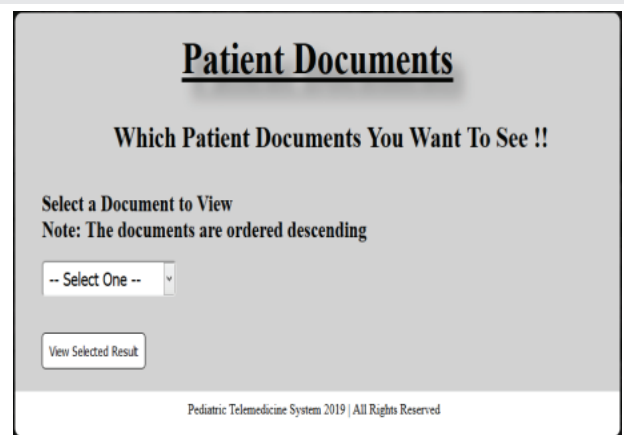 Patient Documents
Which Patient Documents You Want To See !!
Select a Document to View
Note: The documents are ordered descending
-- Select One --
View Selected Result
Pediatric Telemedicine System 2019 | All Rights Reserved